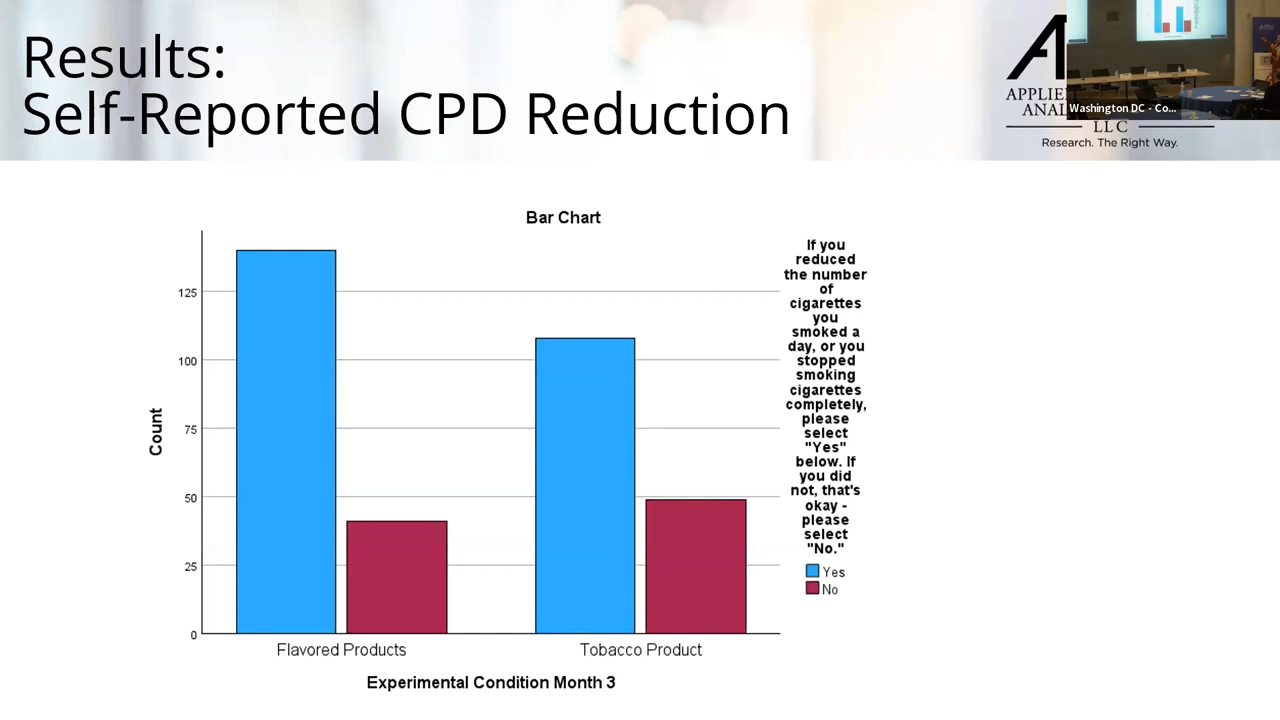 Results:
Self-Reported CPD Reduction
LLC
Research. The Right Way.
Washington DC - Co...
Bar Chart
125
100
75
50
25
0
Count
Flavored Products
Tobacco Product
Experimental Condition Month 3
If you
reduced
the number
of
cigarettes
you
smoked a
day, or you
stopped
smoking
cigarettes
completely,
please
select
"Yes"
below. If
you did
not, that's
okay -
please
select
"No."
Yes
No